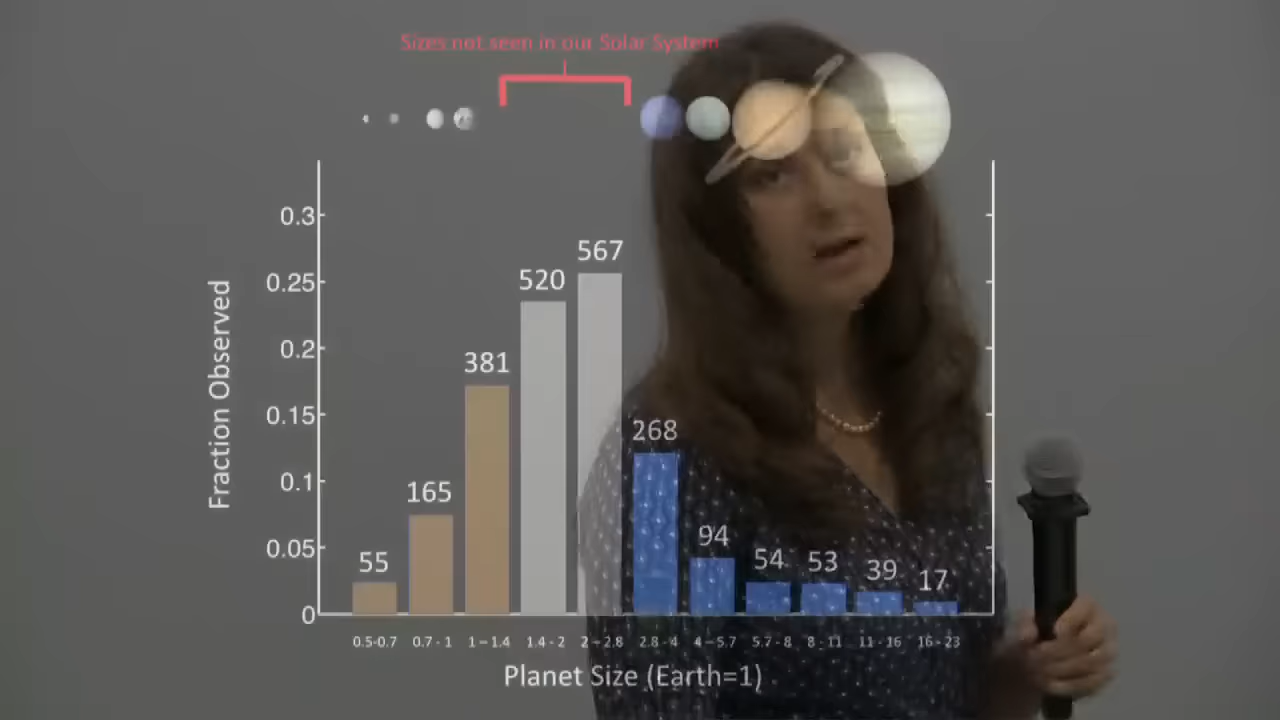 Sizes not seen in our Solar System
Fraction Observed
0.3
0.25
0.2
0.15
0.1
0.05
0
55
165
381
520
567
268
94
54
53
39
17
0.5-0.7
0.7 - 1
1 – 1.4
1.4 - 2
2 – 2.8
2.8 - 4
4 – 5.7
5.7 - 8
8 - 11
11 - 16
16 - 23
Planet Size (Earth=1)